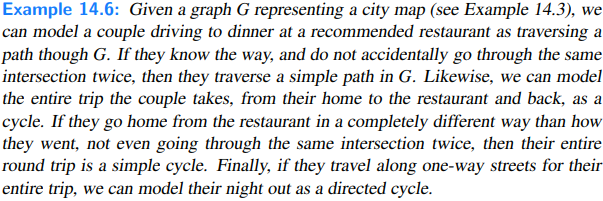 Example 14.6: Given a graph G representing a city map (see Example 14.3), we
can model a couple driving to dinner at a recommended restaurant as traversing a
path though G. If they know the way, and do not accidentally go through the same
intersection twice, then they traverse a simple path in G. Likewise, we can model
the entire trip the couple takes, from their home to the restaurant and back, as a
cycle. If they go home from the restaurant in a completely different way than how
they went, not even going through the same intersection twice, then their entire
round trip is a simple cycle. Finally, if they travel along one-way streets for their
entire trip, we can model their night out as a directed cycle.